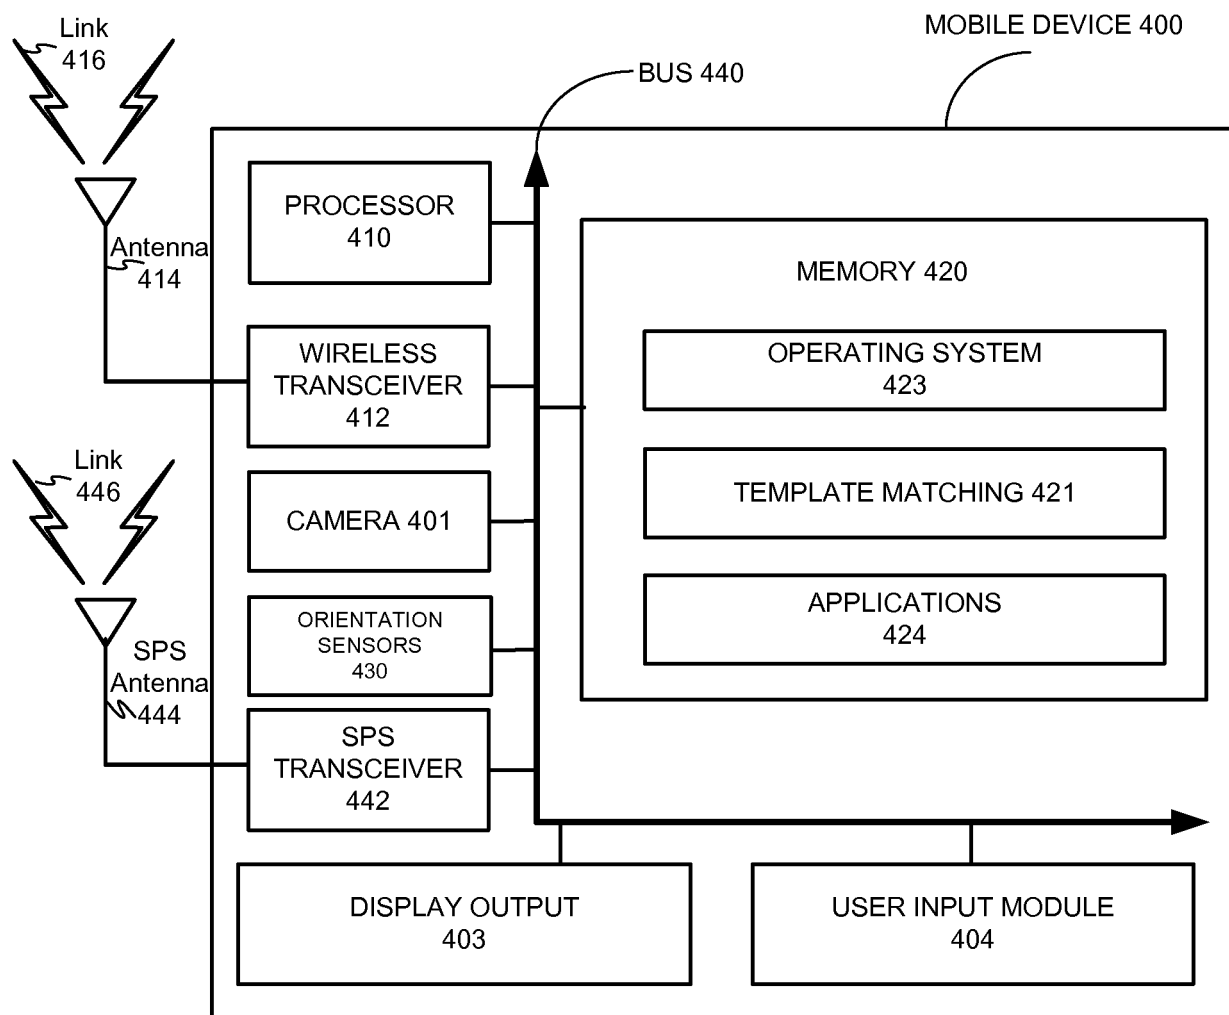 Link
416
MOBILE DEVICE 400
BUS 440
PROCESSOR
410
Antenna
414
MEMORY 420
WIRELESS
TRANSCEIVER
412
OPERATING SYSTEM
423
Link
446
CAMERA 401
TEMPLATE MATCHING 421
ORIENTATION
SENSORS
430
APPLICATIONS
424
SPS
Antenna
444
SPS
TRANSCEIVER
442
DISPLAY OUTPUT
403
USER INPUT MODULE
404